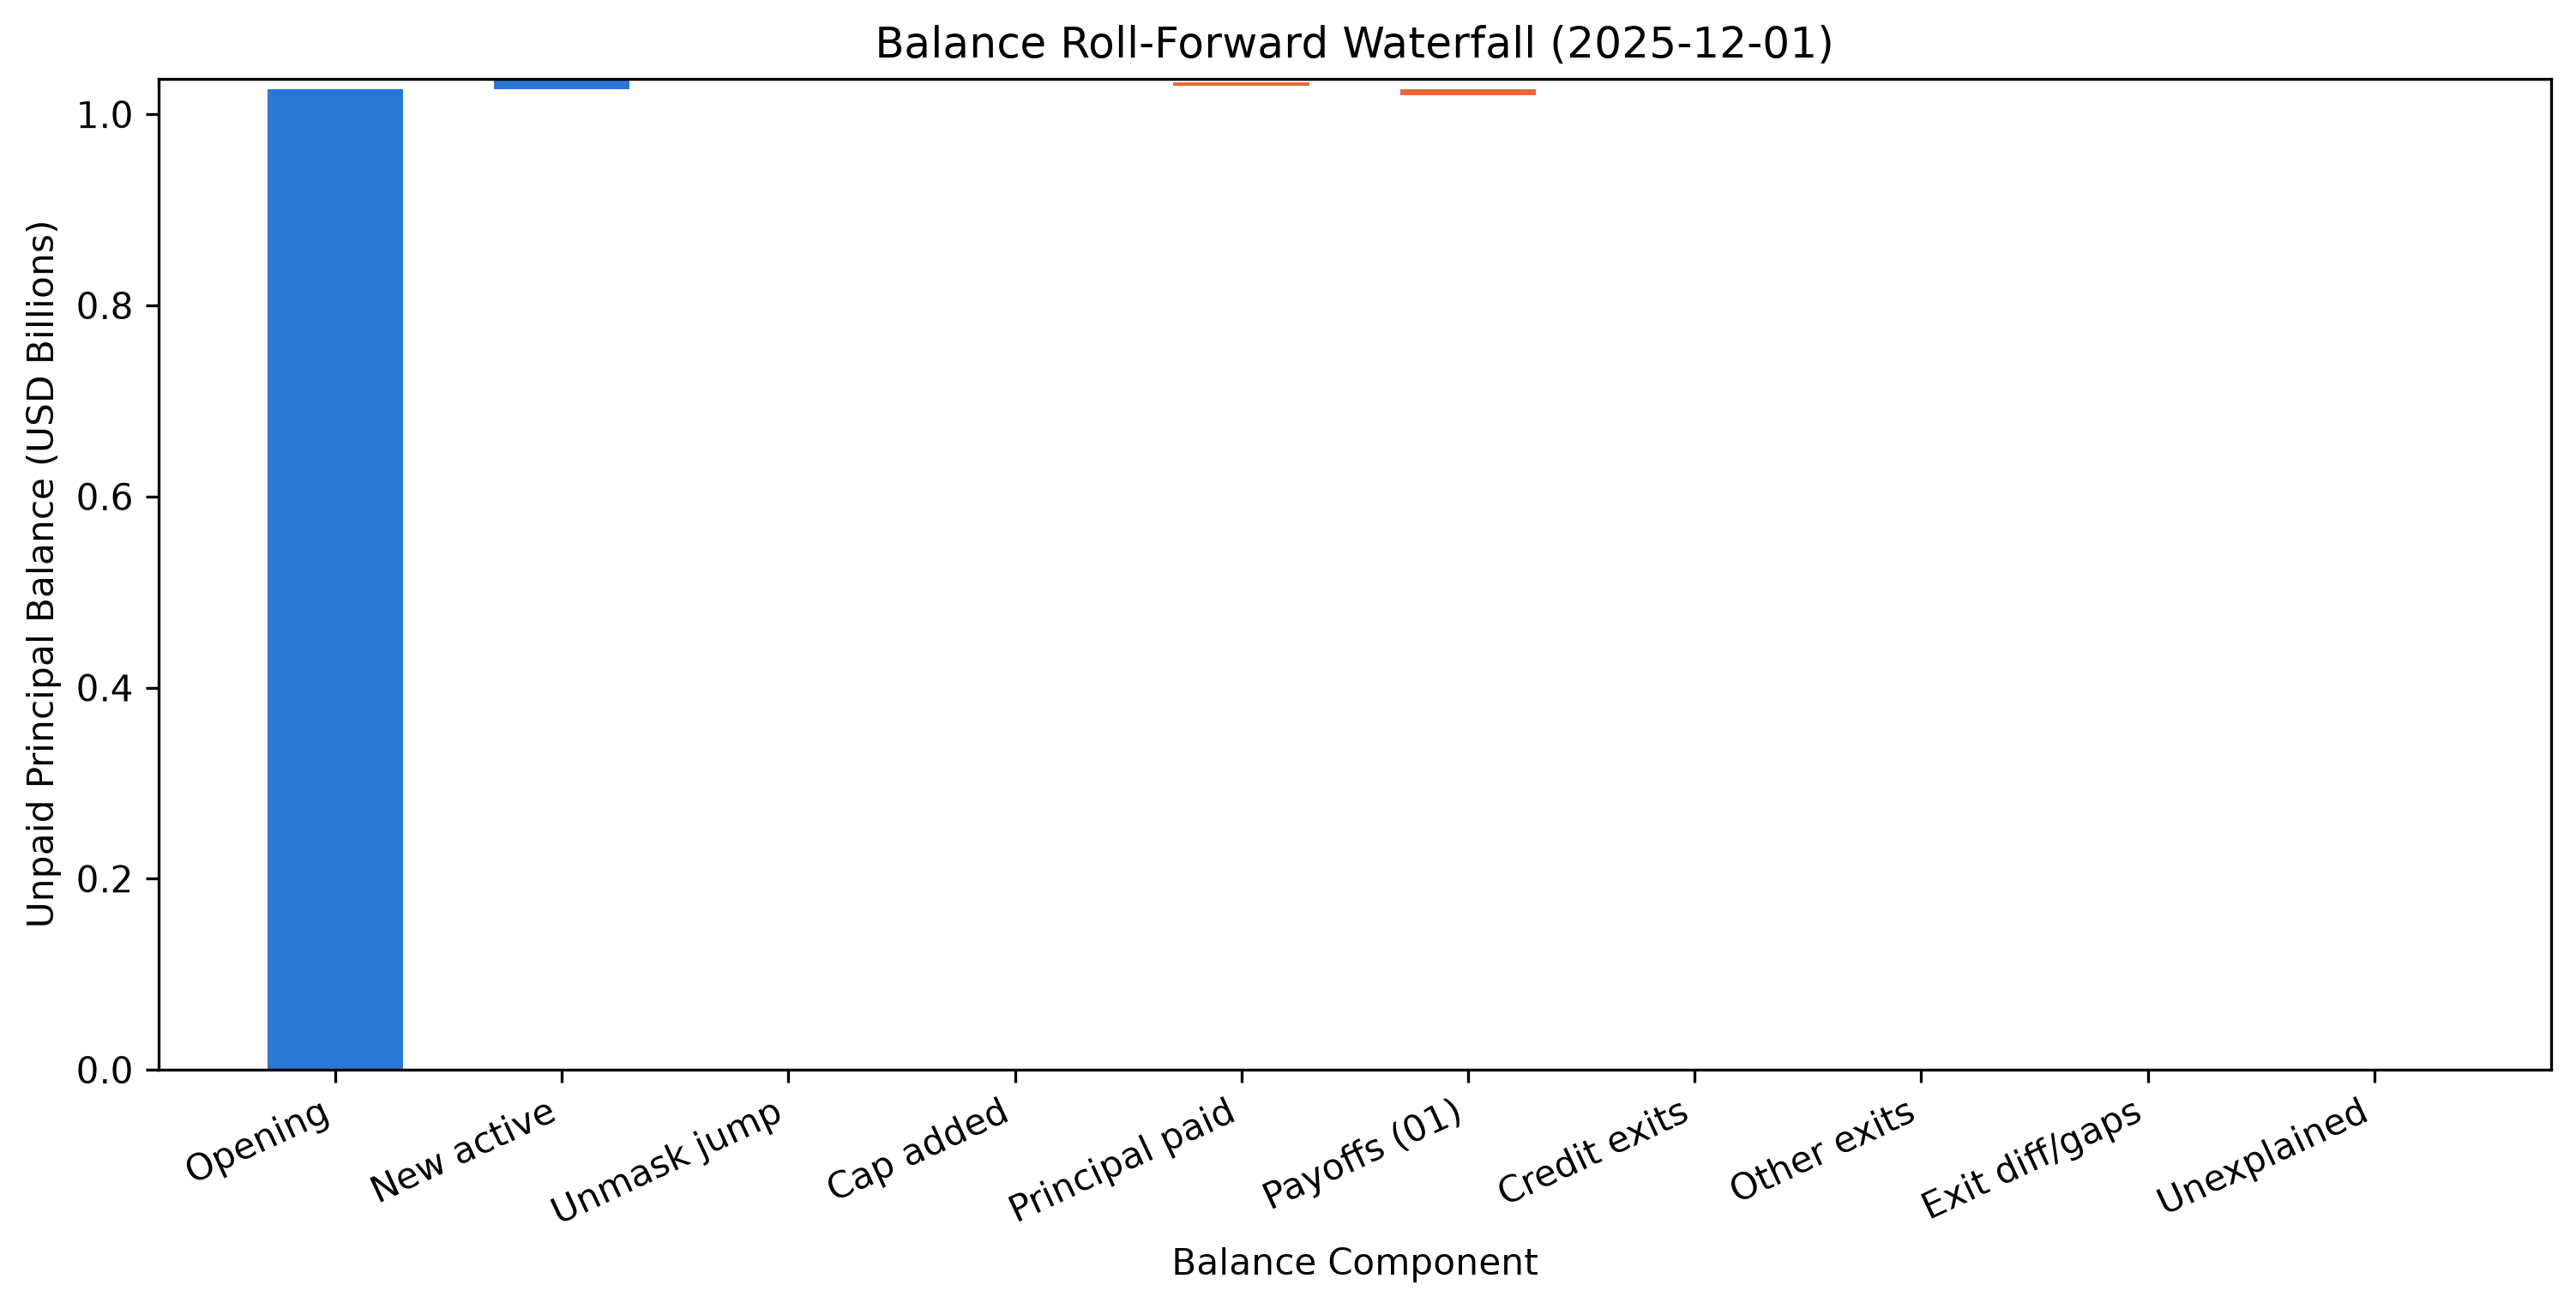 Balance Roll-Forward Waterfall (2025-12-01)
Unpaid Principal Balance (USD Billions)
1.0
0.8
0.6
0.4
0.2
0.0
Opening
New active
Unmask jump
Cap added
Principal paid
Payoffs (01)
Credit exits
Other exits
Exit diff/gaps
Unexplained
Balance Component